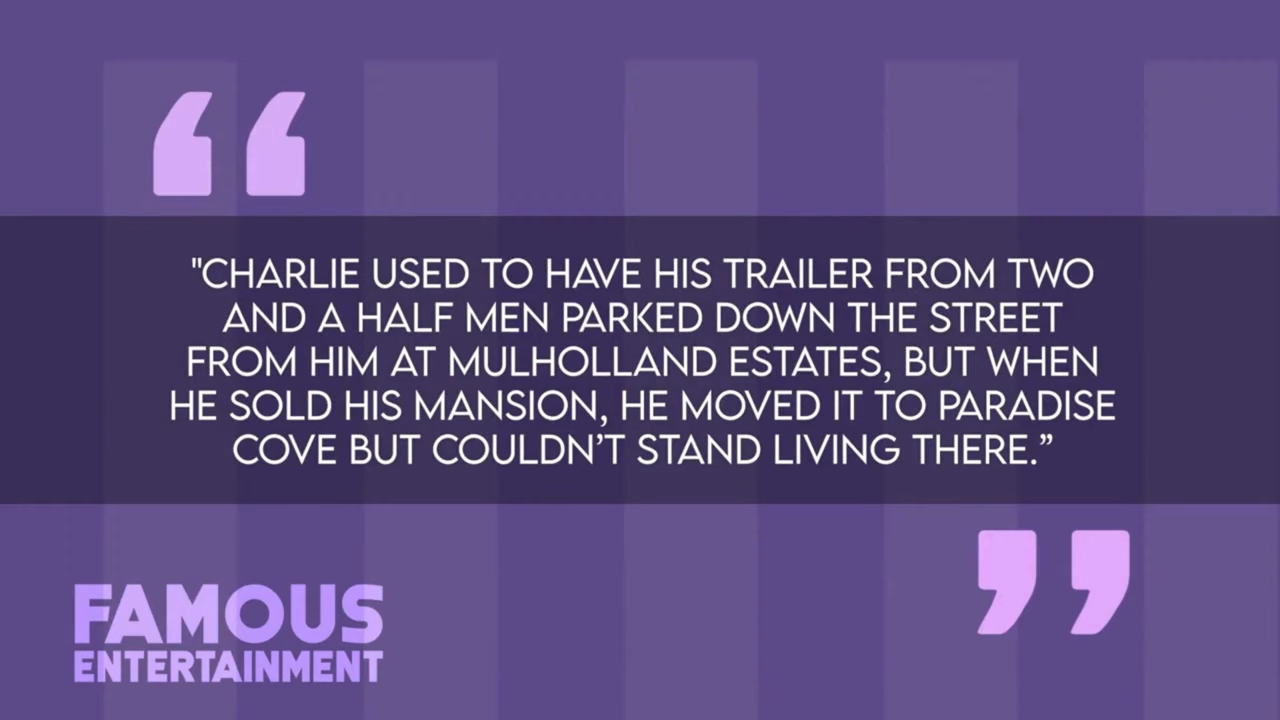 "CHARLIE USED TO HAVE HIS TRAILER FROM TWO
AND A HALF MEN PARKED DOWN THE STREET
FROM HIM AT MULHOLLAND ESTATES, BUT WHEN
HE SOLD HIS MANSION, HE MOVED IT TO PARADISE
COVE BUT COULDN’T STAND LIVING THERE.”
FAMOUS
ENTERTAINMENT